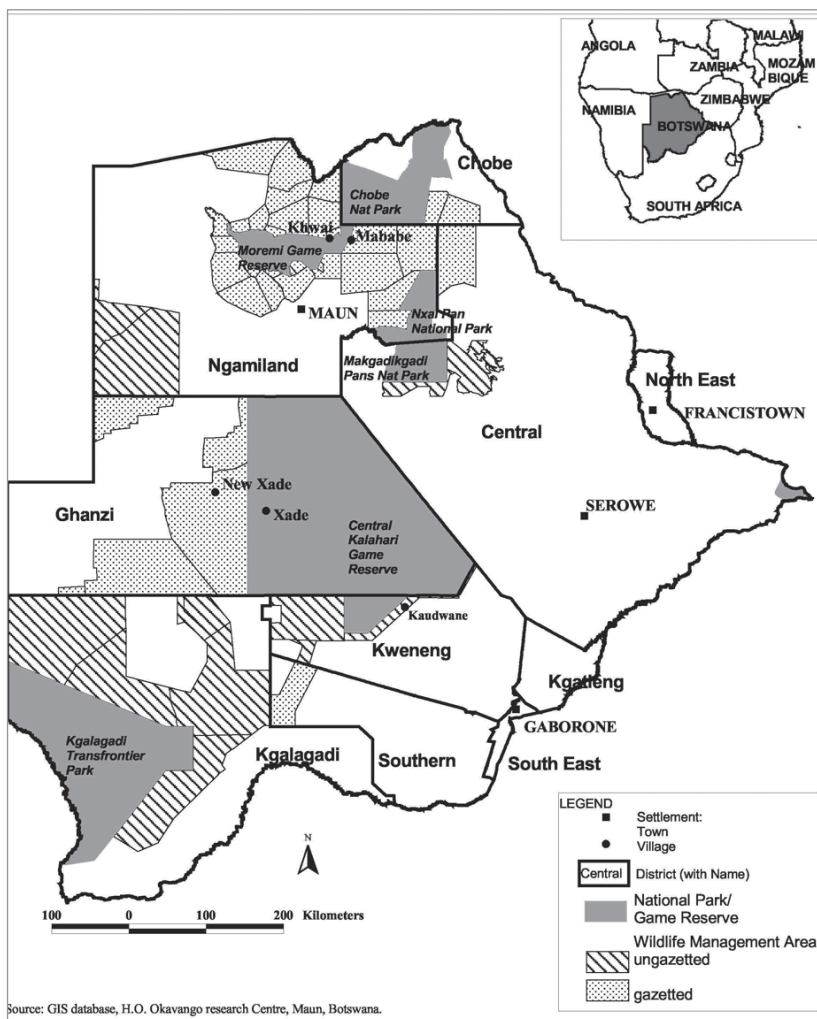 ANGOLA
MALAWI
ZAMBIA
MOZAM
BIQUE
ZIMBABWE
NAMIBIA
BOTSWANA
SOUTH AFRICA
Chobe
Chobe
Nat Park
Khwai
Mababe
Moremi Game
Reserve
MAUN
Nxai Pan
National Park
Ngamiland
Makgadikgadi
Pans Nat Park
North East
FRANCISTOWN
Central
New Xade
SEROWE
Ghanzi
Xade
Central
Kalahari
Game
Reserve
Kaudwane
Kweneng
Kgatleng
GABORONE
Kgalagadi
Transfrontier
Park
Kgalagadi
Southern
South East
LEGEND
Settlement:
Town
Village
Central District (with Name)
National Park/
Game Reserve
Wildlife Management Area
ungazetted
gazetted
N
100 0 100 200 Kilometers
Source: GIS database, H.O. Okavango research Centre, Maun, Botswana.